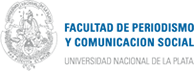 FACULTAD DE PERIODISMO
Y COMUNICACION SOCIAL
UNIVERSIDAD NACIONAL DE LA PLATA